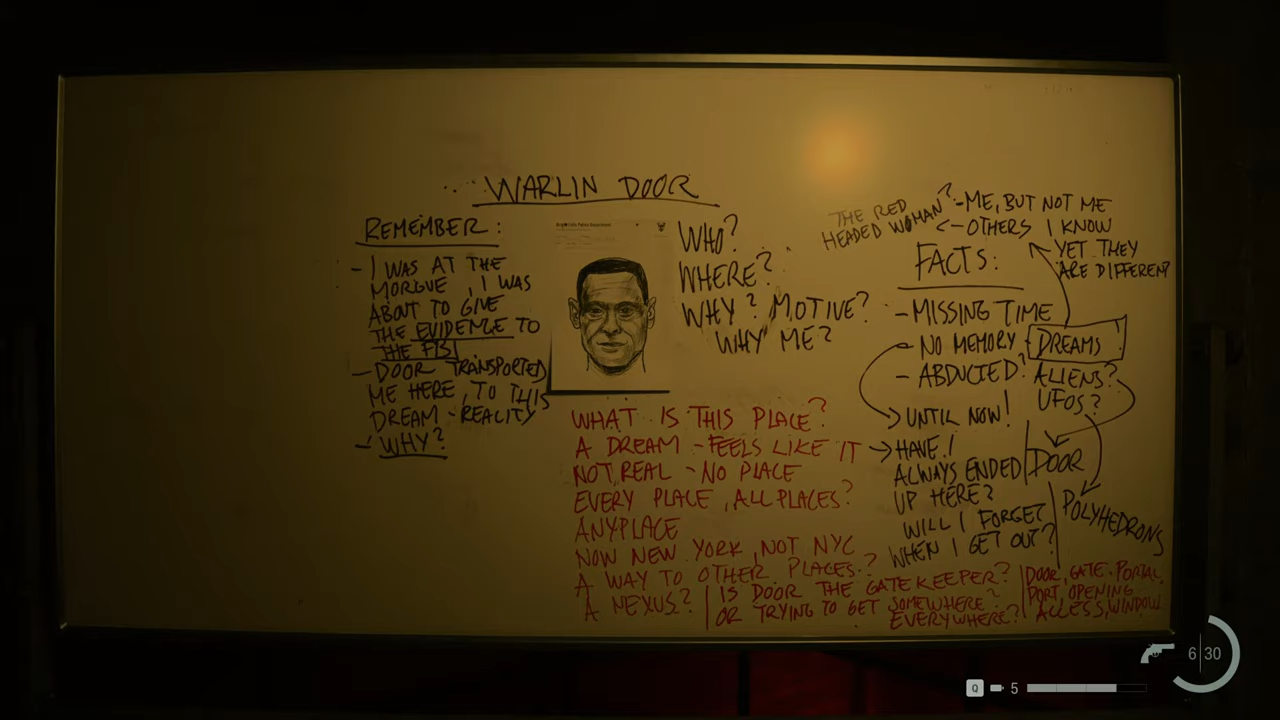 WARLIN DOOR
REMEMBER:
- I WAS AT THE
MORGUE, I WAS
ABOUT TO GIVE
THE EVIDENCE TO
THE FBI
- DOOR TRANSPORTED
ME HERE, TO THIS
DREAM-REALITY
- WHY?
Bright Falls Police Department
WHO?
WHERE?
WHY? MOTIVE?
WHY ME?
THE RED
HEADED WOMAN?
- ME, BUT NOT ME
<- OTHERS I KNOW
YET THEY
ARE DIFFERENT
FACTS:
- MISSING TIME
- NO MEMORY - DREAMS
- ABDUCTED? ALIENS?
UFOS?
UNTIL NOW!
HAVE I
ALWAYS ENDED
UP HERE?
DOOR
WILL I FORGET
WHEN I GET OUT?
POLYHEDRONS
WHAT IS THIS PLACE?
A DREAM - FEELS LIKE IT
NOT REAL - NO PLACE
EVERY PLACE, ALL PLACES?
ANYPLACE
NOW NEW YORK, NOT NYC
A WAY TO OTHER PLACES?
A NEXUS?
IS DOOR THE GATEKEEPER?
OR TRYING TO GET SOMEWHERE?
EVERYWHERE?
DOOR, GATE, PORTAL,
PORT, OPENING
ACCESS, WINDOW
6 30
Q 5